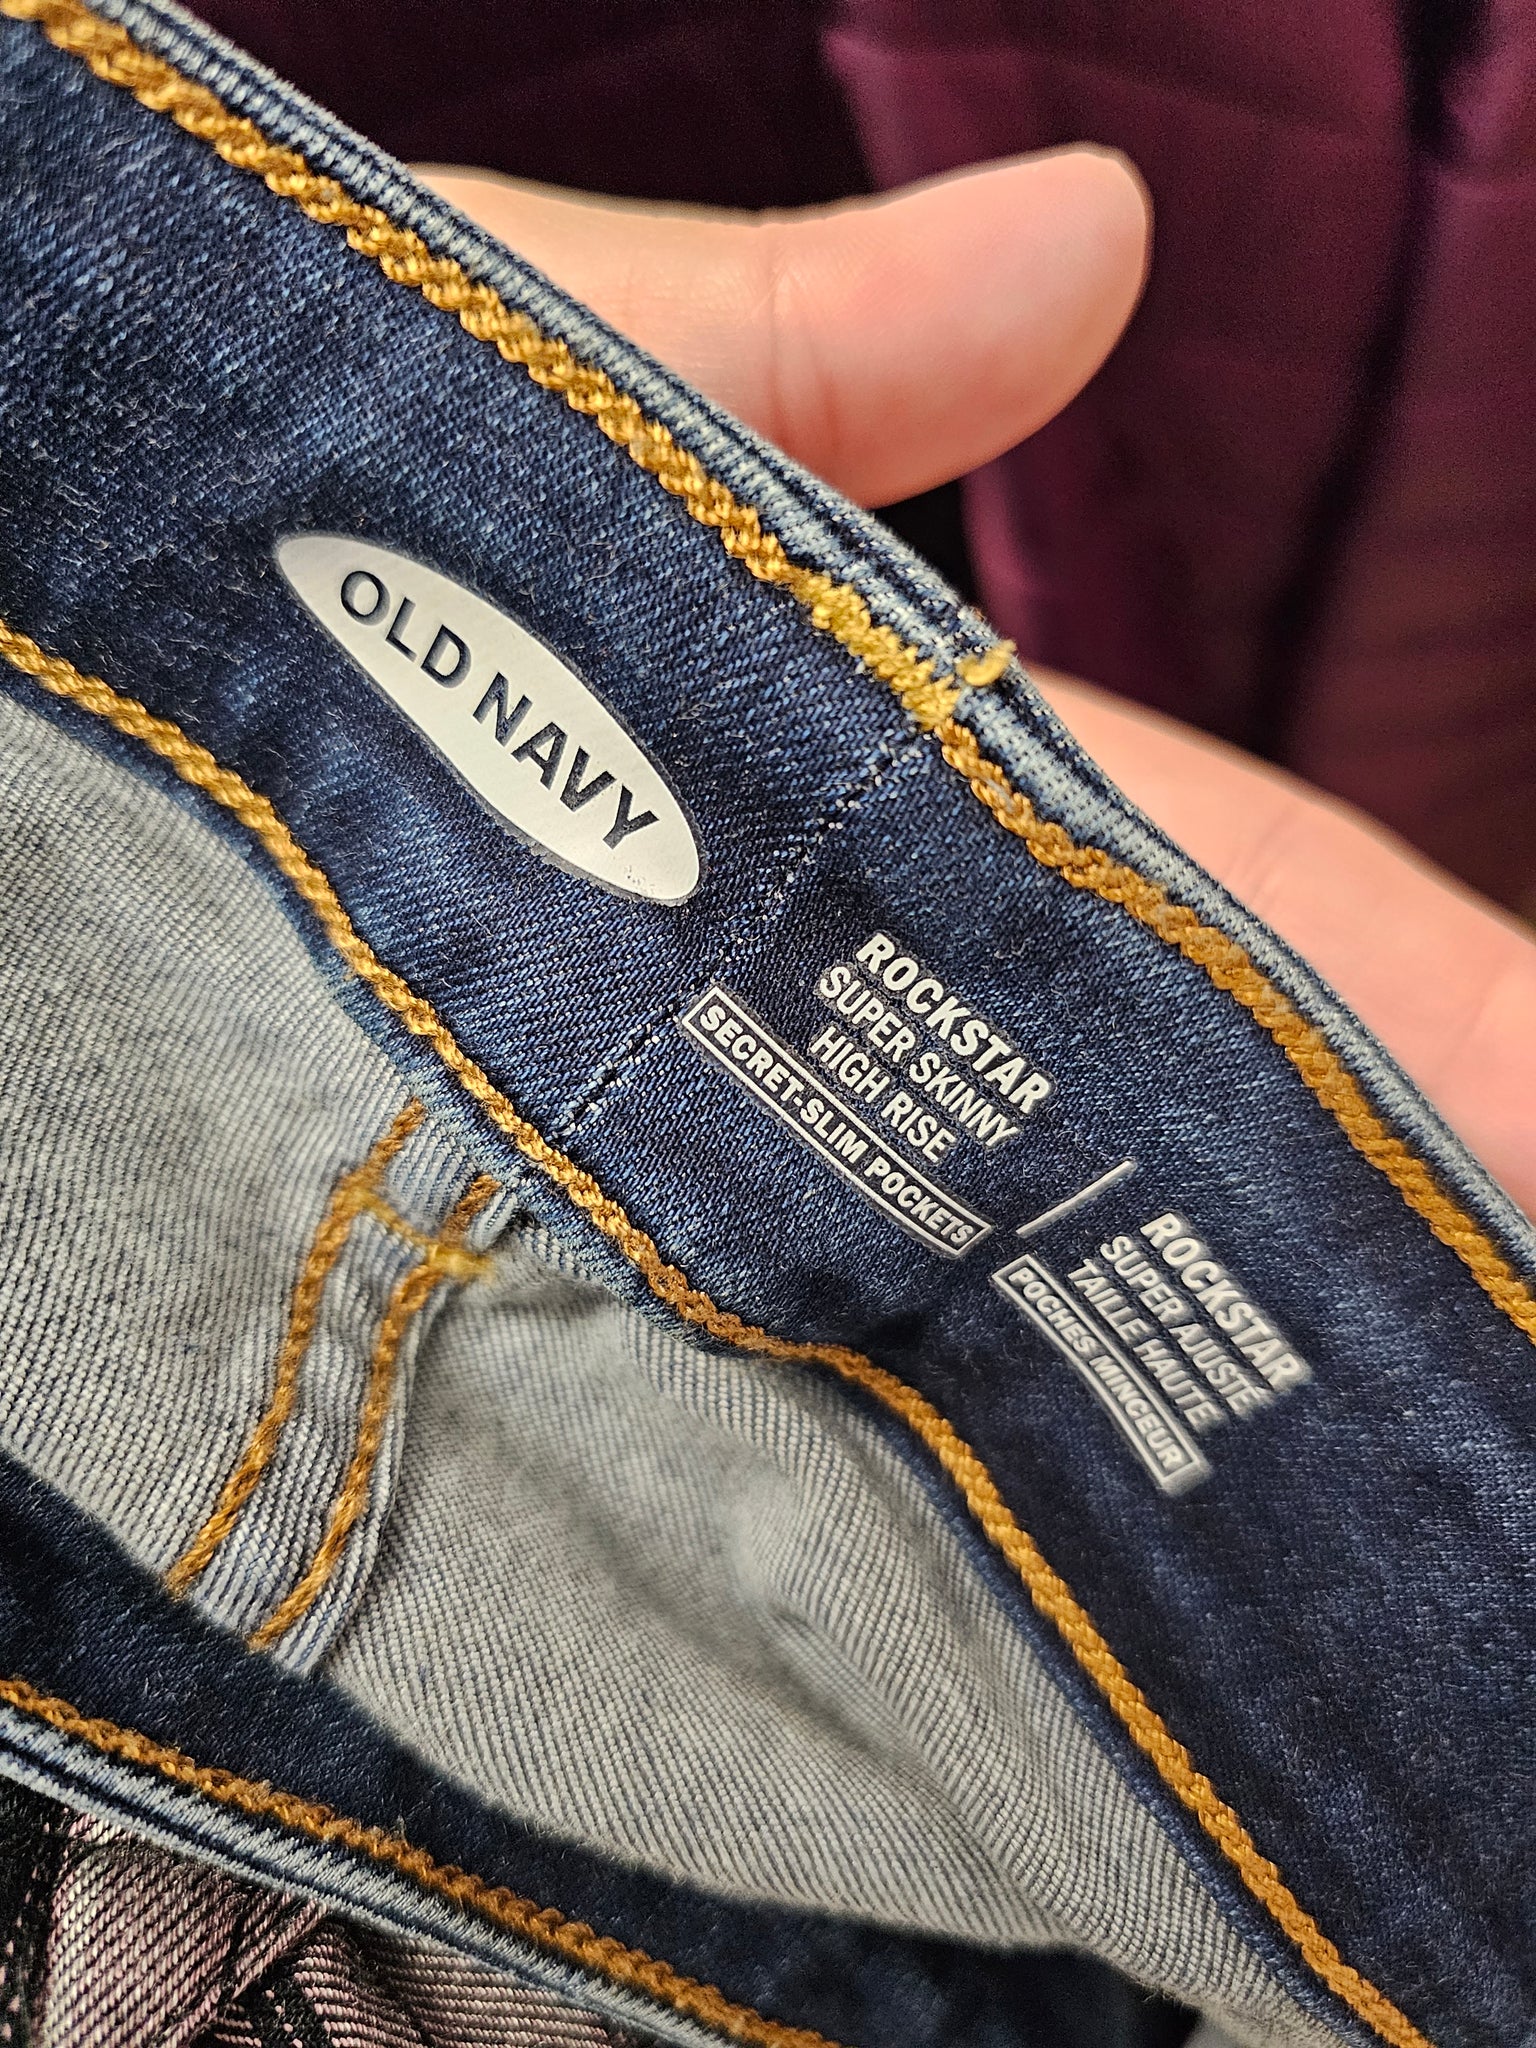 OLD NAVY
ROCKSTAR
SUPER SKINNY
HIGH RISE
SECRET-SLIM POCKETS
ROCKSTAR
SUPER AJUSTÉ
TAILLE HAUTE
POCHES MINCEUR